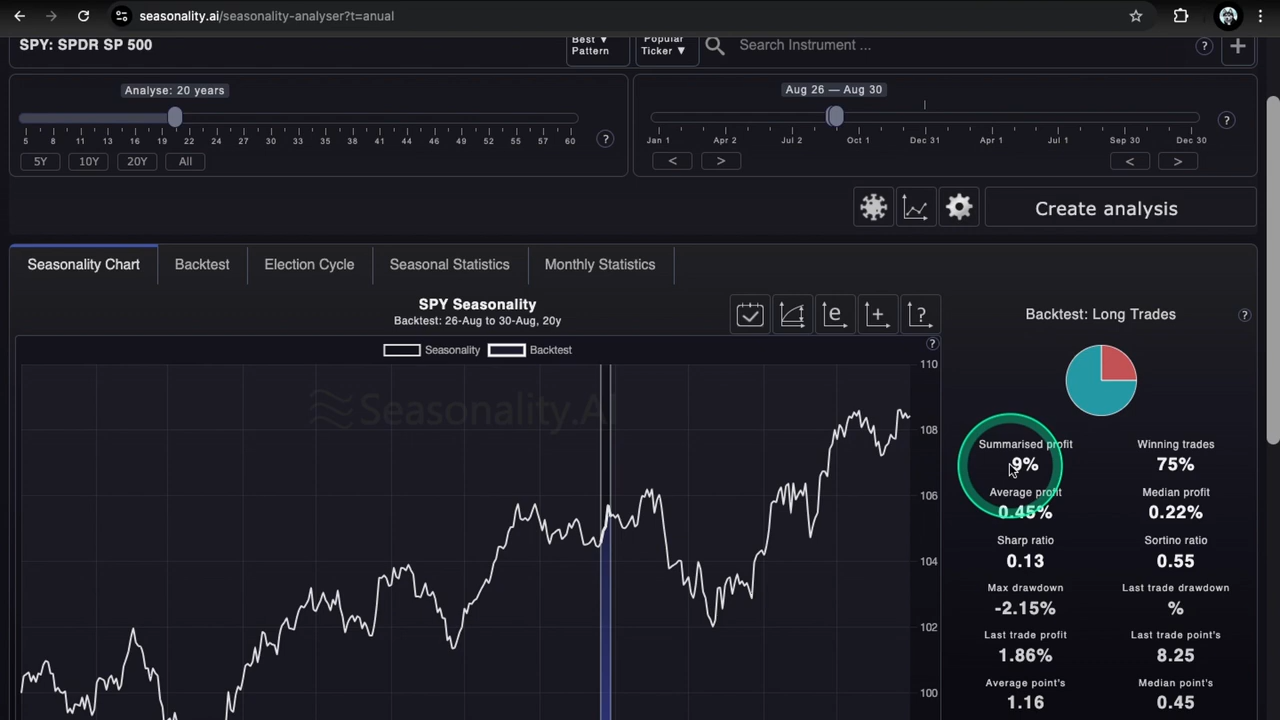 seasonality.ai/seasonality-analyser?t=anual
SPY: SPDR SP 500
Best ▼
Pattern
Popular
Ticker ▼
Search Instrument ...
?
+
Analyse: 20 years
5 8 11 13 16 19 22 24 27 30 33 35 38 41 44 46 49 52 55 57 60
?
5Y 10Y 20Y All
Aug 26 — Aug 30
Jan 1 Apr 2 Jul 2 Oct 1 Dec 31 Apr 1 Jul 1 Sep 30 Dec 30
?
< > < >
Create analysis
Seasonality Chart Backtest Election Cycle Seasonal Statistics Monthly Statistics
SPY Seasonality
Backtest: 26-Aug to 30-Aug, 20y
e + ?
Seasonality Backtest
?
Seasonality.AI
110
108
106
104
102
100
Backtest: Long Trades
?
Summarised profit Winning trades
9% 75%
Average profit Median profit
0.45% 0.22%
Sharp ratio Sortino ratio
0.13 0.55
Max drawdown Last trade drawdown
-2.15% %
Last trade profit Last trade point's
1.86% 8.25
Average point's Median point's
1.16 0.45